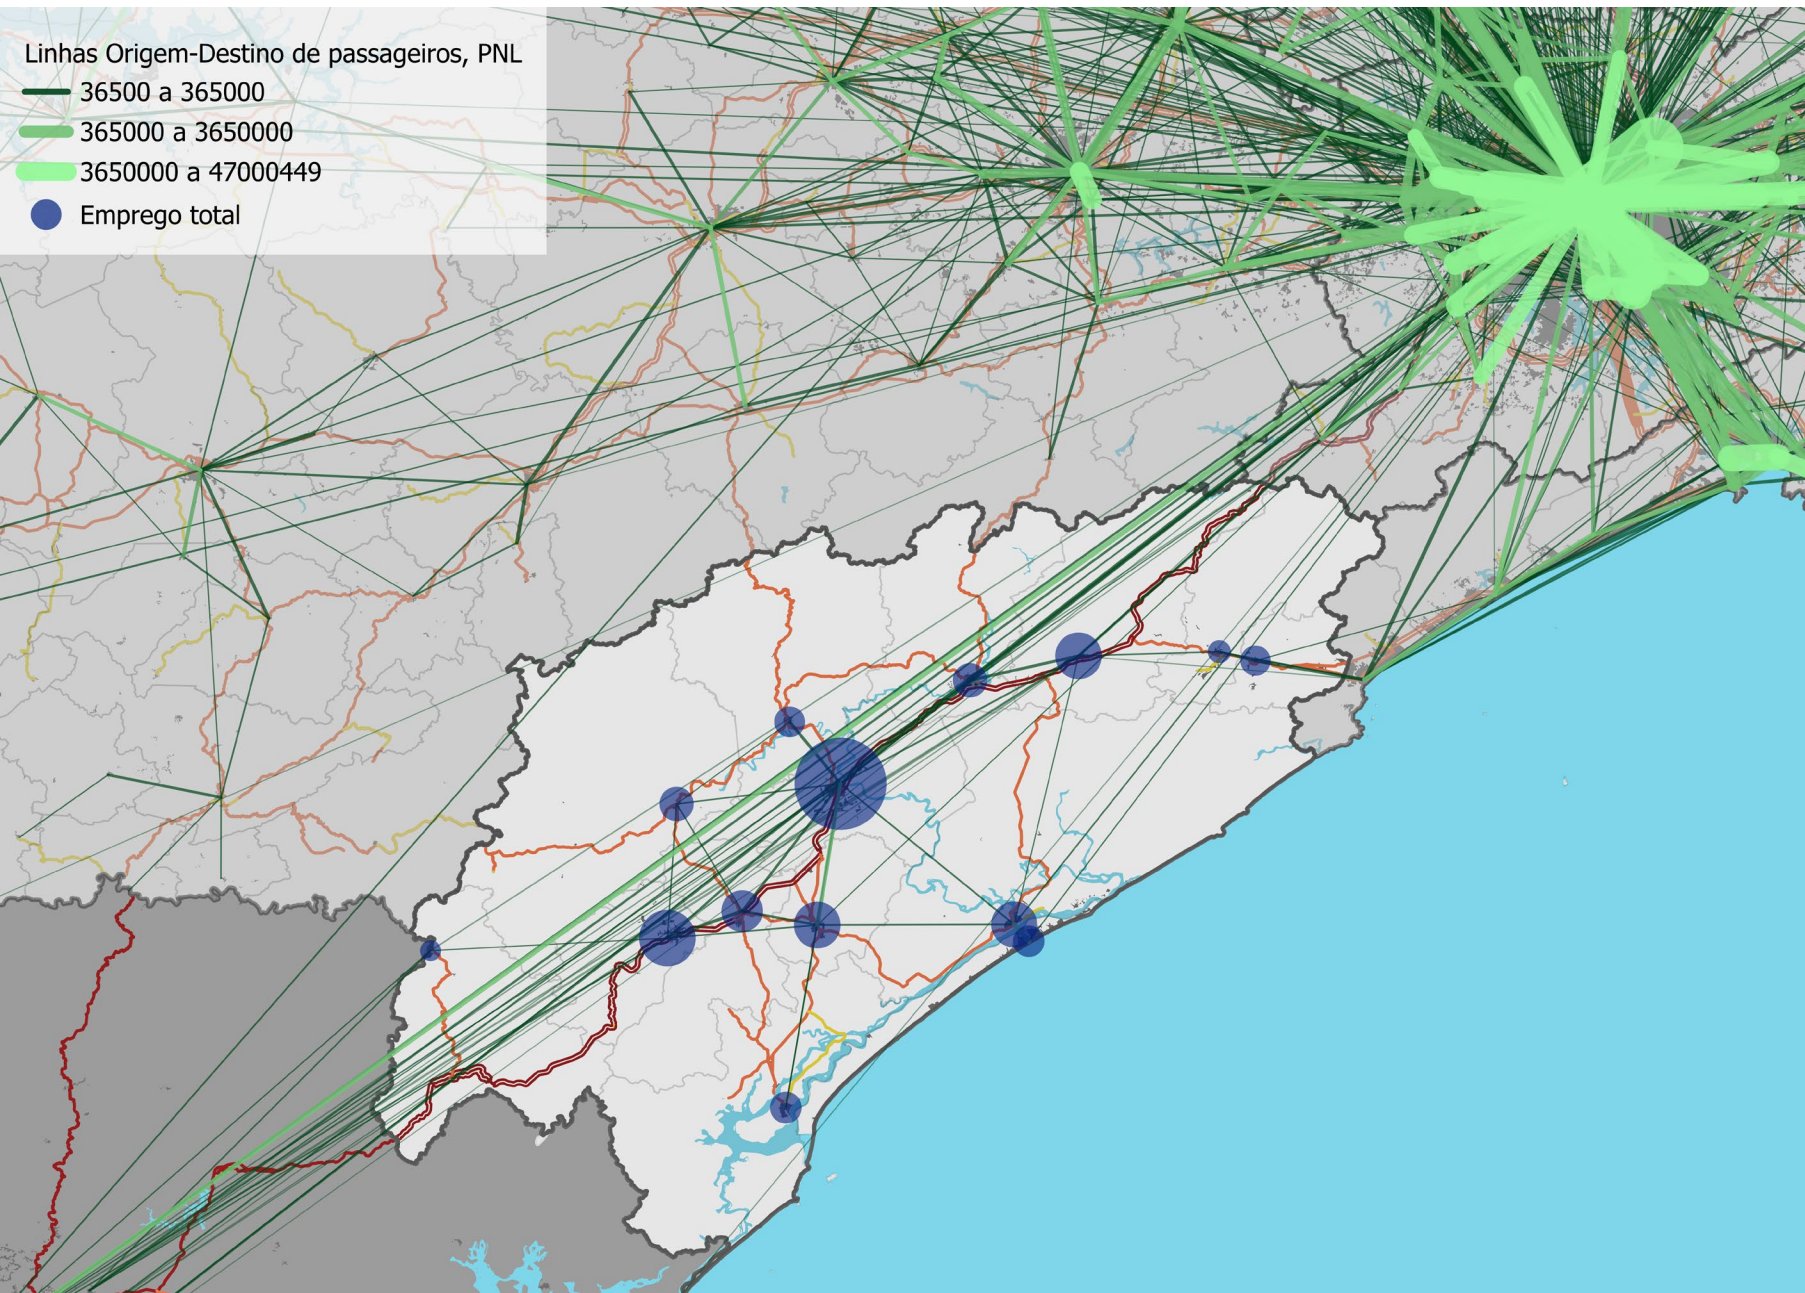 Linhas Origem-Destino de passageiros, PNL
36500 a 365000
365000 a 3650000
3650000 a 47000449
Emprego total